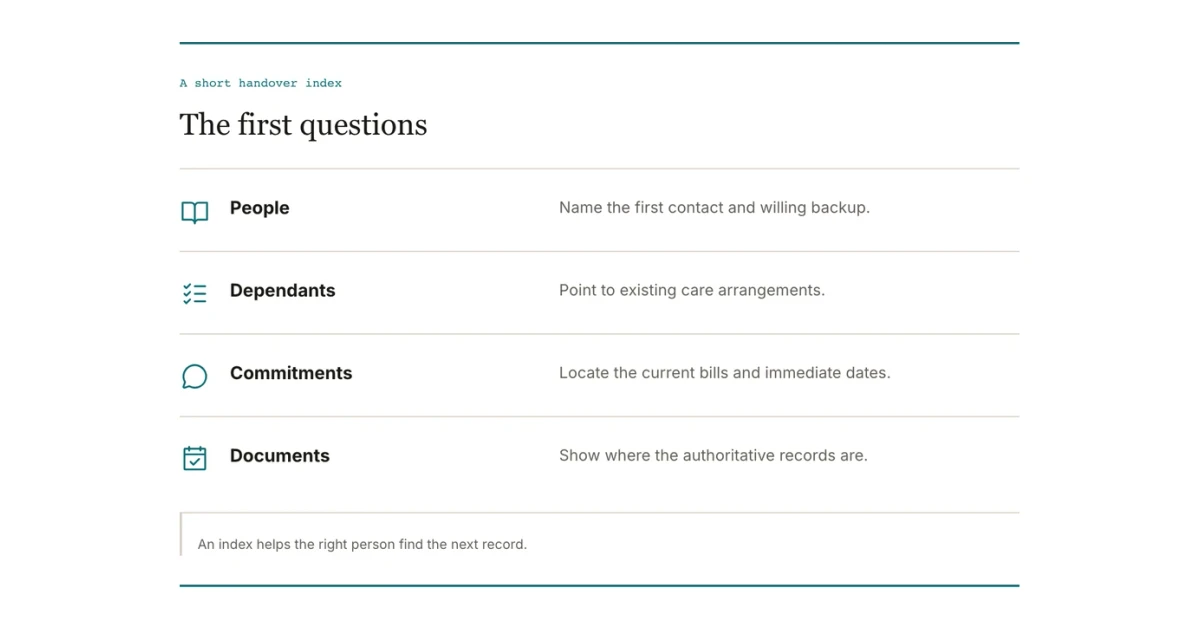 A short handover index
The first questions
People
Name the first contact and willing backup.
Dependants
Point to existing care arrangements.
Commitments
Locate the current bills and immediate dates.
Documents
Show where the authoritative records are.
An index helps the right person find the next record.